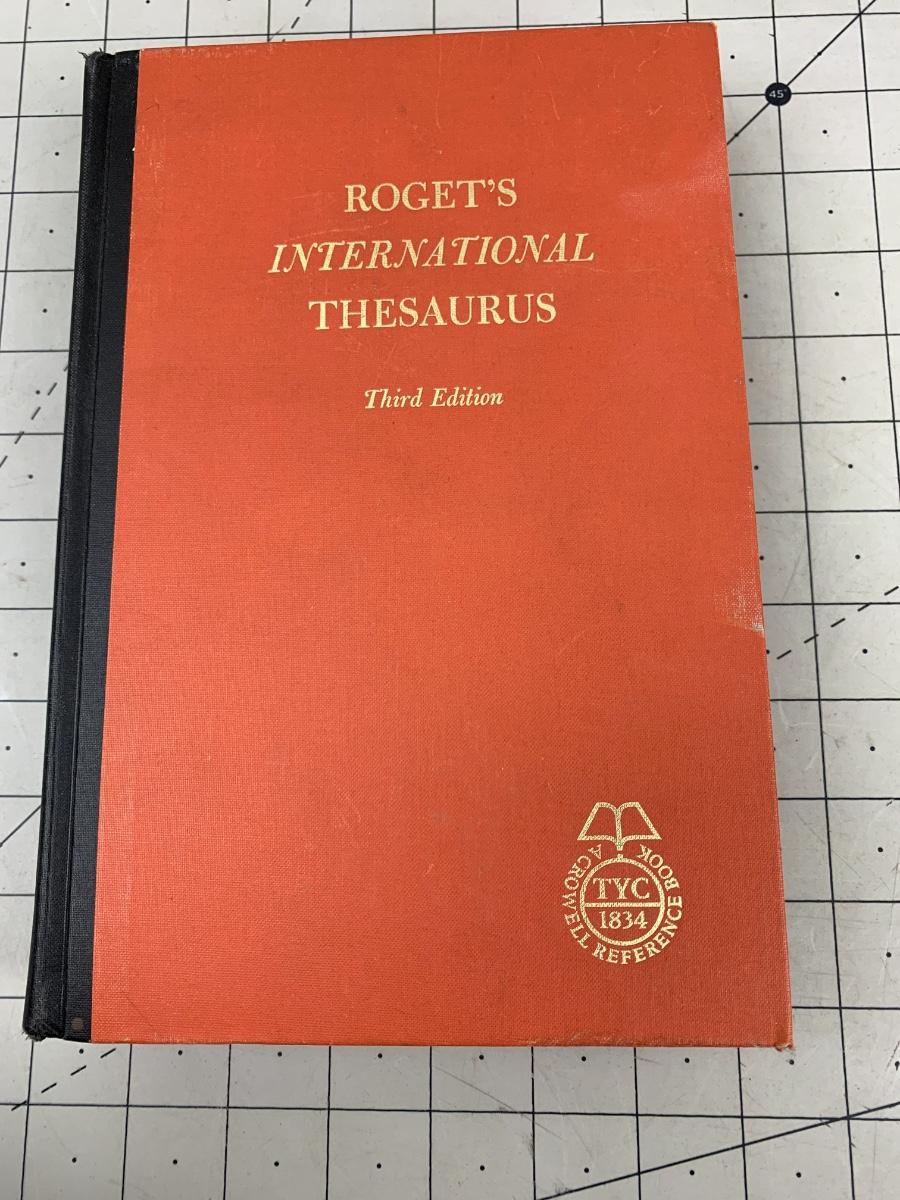 45°
ROGET'S
INTERNATIONAL
THESAURUS
Third Edition
A CROWELL REFERENCE BOOK
TYC
1834